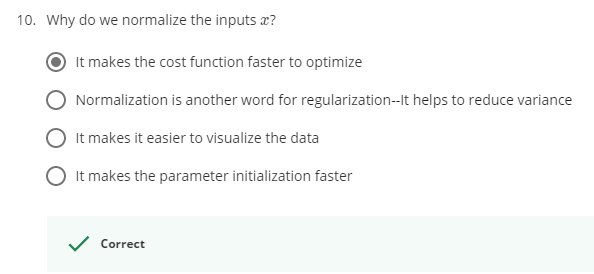 10. Why do we normalize the inputs x?
It makes the cost function faster to optimize
Normalization is another word for regularization--It helps to reduce variance
It makes it easier to visualize the data
It makes the parameter initialization faster
Correct